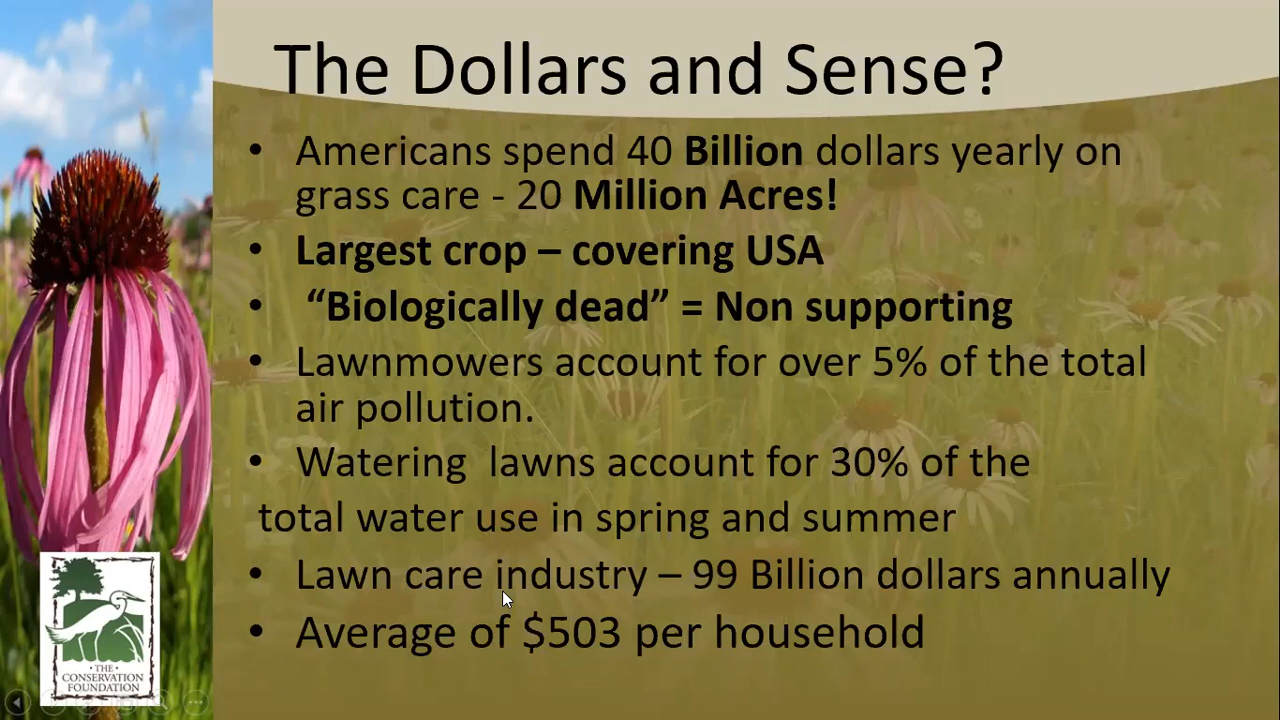 The Dollars and Sense?
• Americans spend 40 Billion dollars yearly on
grass care - 20 Million Acres!
• Largest crop – covering USA
• “Biologically dead” = Non supporting
• Lawnmowers account for over 5% of the total
air pollution.
• Watering  lawns account for 30% of the
total water use in spring and summer
• Lawn care industry – 99 Billion dollars annually
• Average of $503 per household
• THE •
CONSERVATION
FOUNDATION